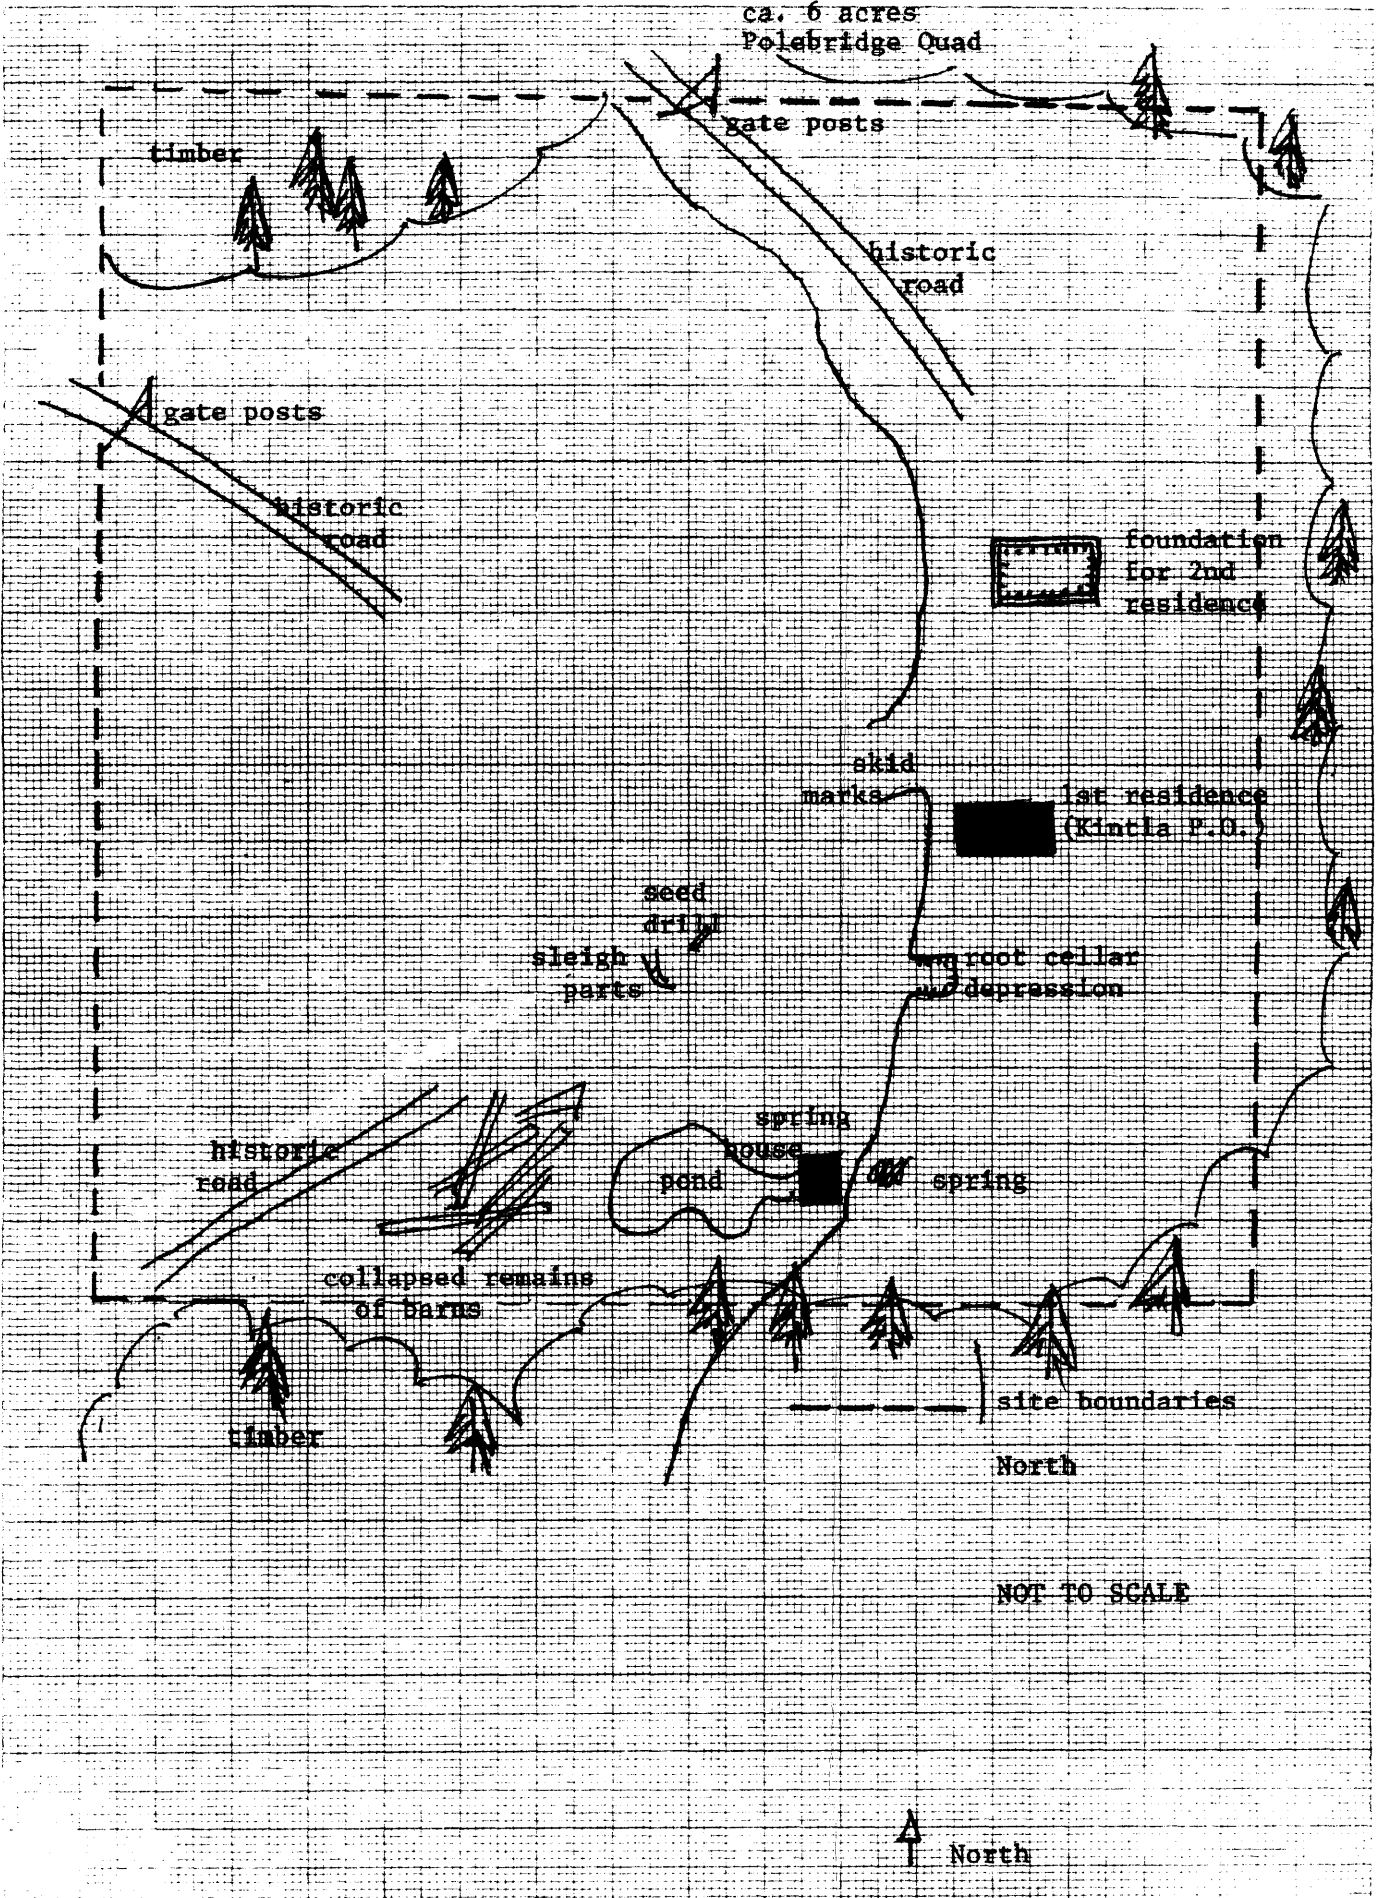 ca. 6 acres
Polebridge Quad
gate posts
timber
historic
road
gate posts
historic
road
foundation
for 2nd
residence
skid
marks
1st residence
(Kintla P.O.)
seed
drill
sleigh
parts
root cellar
depression
spring
house
historic
road
pond
spring
collapsed remains
of barns
site boundaries
timber
North
NOT TO SCALE
North